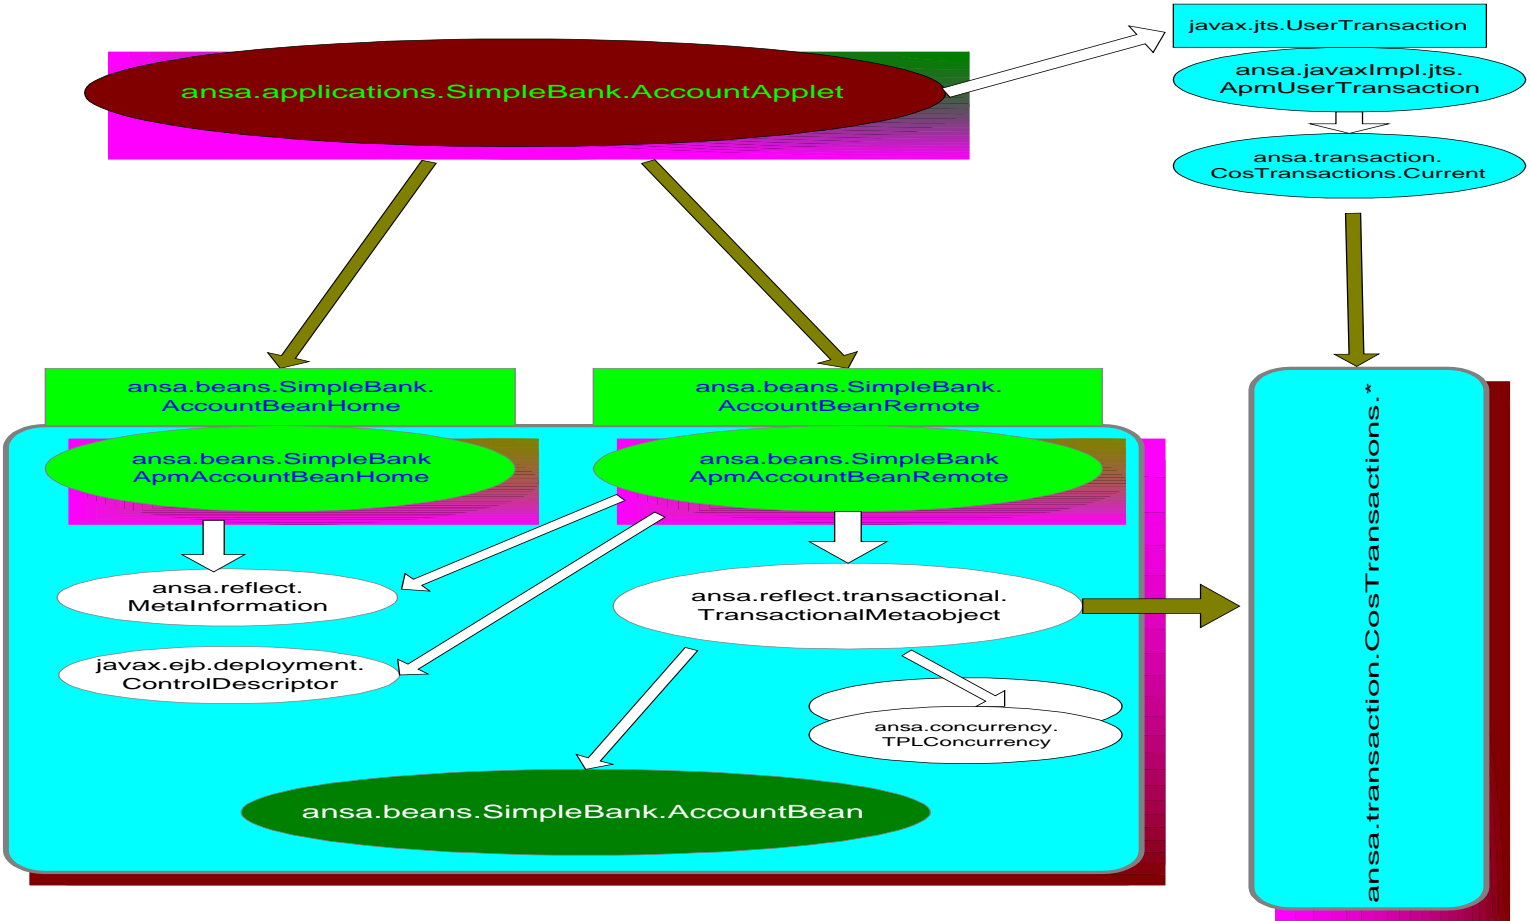 javax.jts.UserTransaction
ansa.javaxImpl.jts.
ApmUserTransaction
ansa.applications.SimpleBank.AccountApplet
ansa.transaction.
CosTransactions.Current
ansa.beans.SimpleBank.
AccountBeanHome
ansa.beans.SimpleBank.
AccountBeanRemote
ansa.beans.SimpleBank
ApmAccountBeanHome
ansa.beans.SimpleBank
ApmAccountBeanRemote
ansa.reflect.
MetaInformation
ansa.reflect.transactional.
TransactionalMetaobject
javax.ejb.deployment.
ControlDescriptor
ansa.concurrency.
TPLConcurrency
ansa.beans.SimpleBank.AccountBean
ansa.transaction.CosTransactions.*